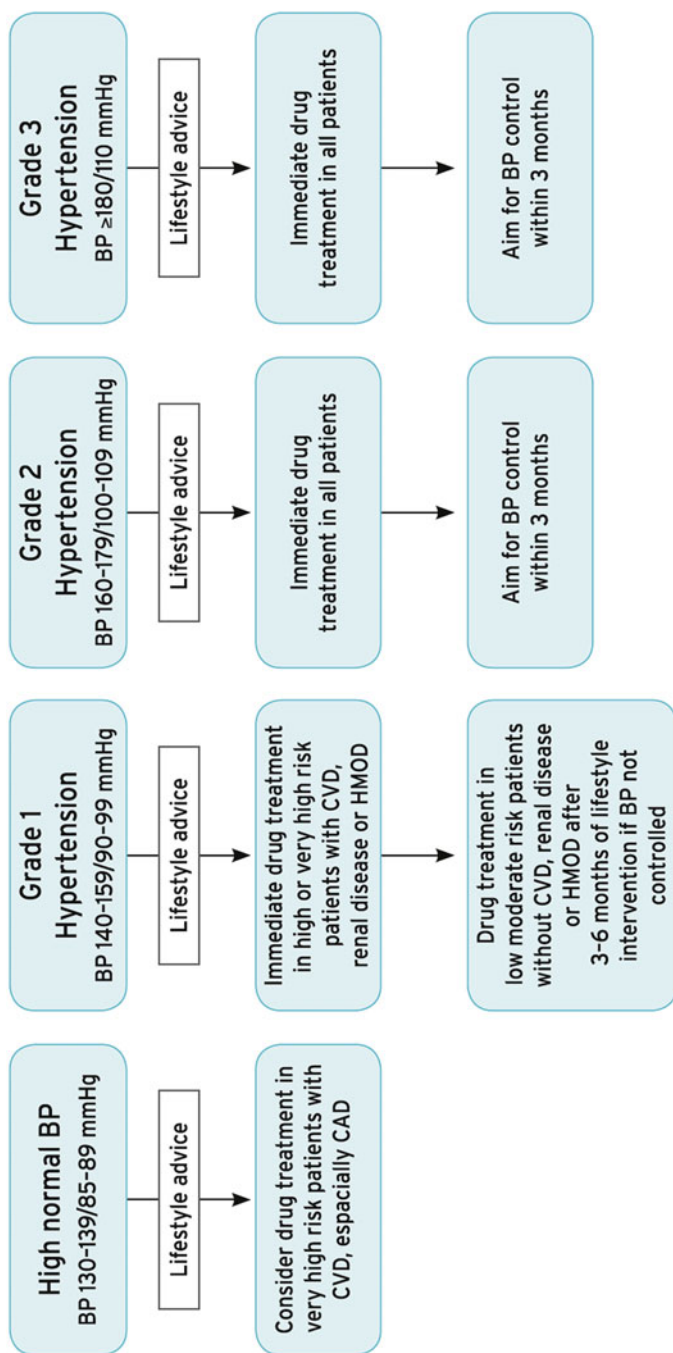 High normal BP
BP 130-139/85-89 mmHg
Lifestyle advice
Consider drug treatment in
very high risk patients with
CVD, espacially CAD
Grade 1
Hypertension
BP 140-159/90-99 mmHg
Lifestyle advice
Immediate drug treatment
in high or very high risk
patients with CVD,
renal disease or HMOD
Drug treatment in
low moderate risk patients
without CVD, renal disease
or HMOD after
3-6 months of lifestyle
intervention if BP not
controlled
Grade 2
Hypertension
BP 160-179/100-109 mmHg
Lifestyle advice
Immediate drug
treatment in all patients
Aim for BP control
within 3 months
Grade 3
Hypertension
BP ≥180/110 mmHg
Lifestyle advice
Immediate drug
treatment in all patients
Aim for BP control
within 3 months